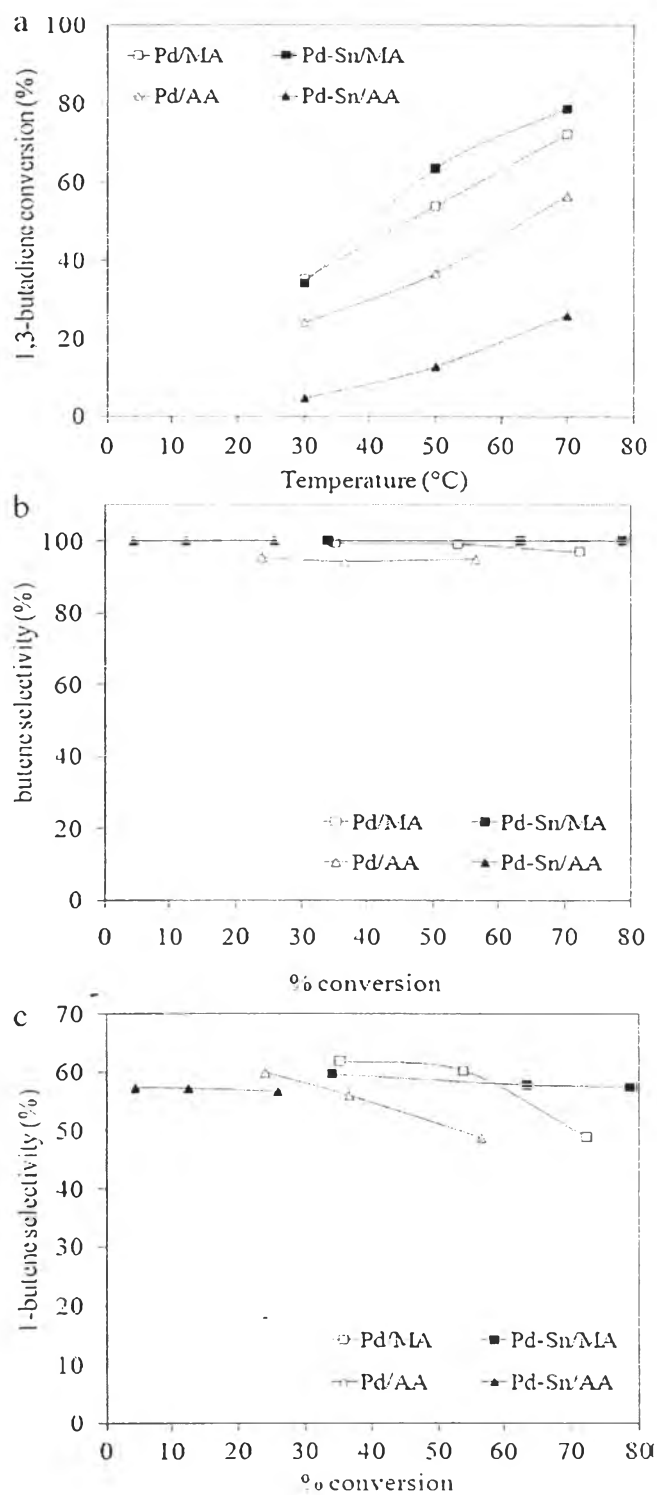 a
100
80
60
40
20
0
1,3-butadiene conversion (%)
Pd/MA Pd-Sn/MA
Pd/AA Pd-Sn/AA
0 10 20 30 40 50 60 70 80
Temperature (°C)
b
100
80
60
40
20
0
butene selectivity (%)
Pd/MA Pd-Sn/MA
Pd/AA Pd-Sn/AA
0 10 20 30 40 50 60 70 80
% conversion
c
70
60
50
40
30
20
10
0
1-butene selectivity (%)
Pd/MA Pd-Sn/MA
Pd/AA Pd-Sn/AA
0 10 20 30 40 50 60 70 80
% conversion